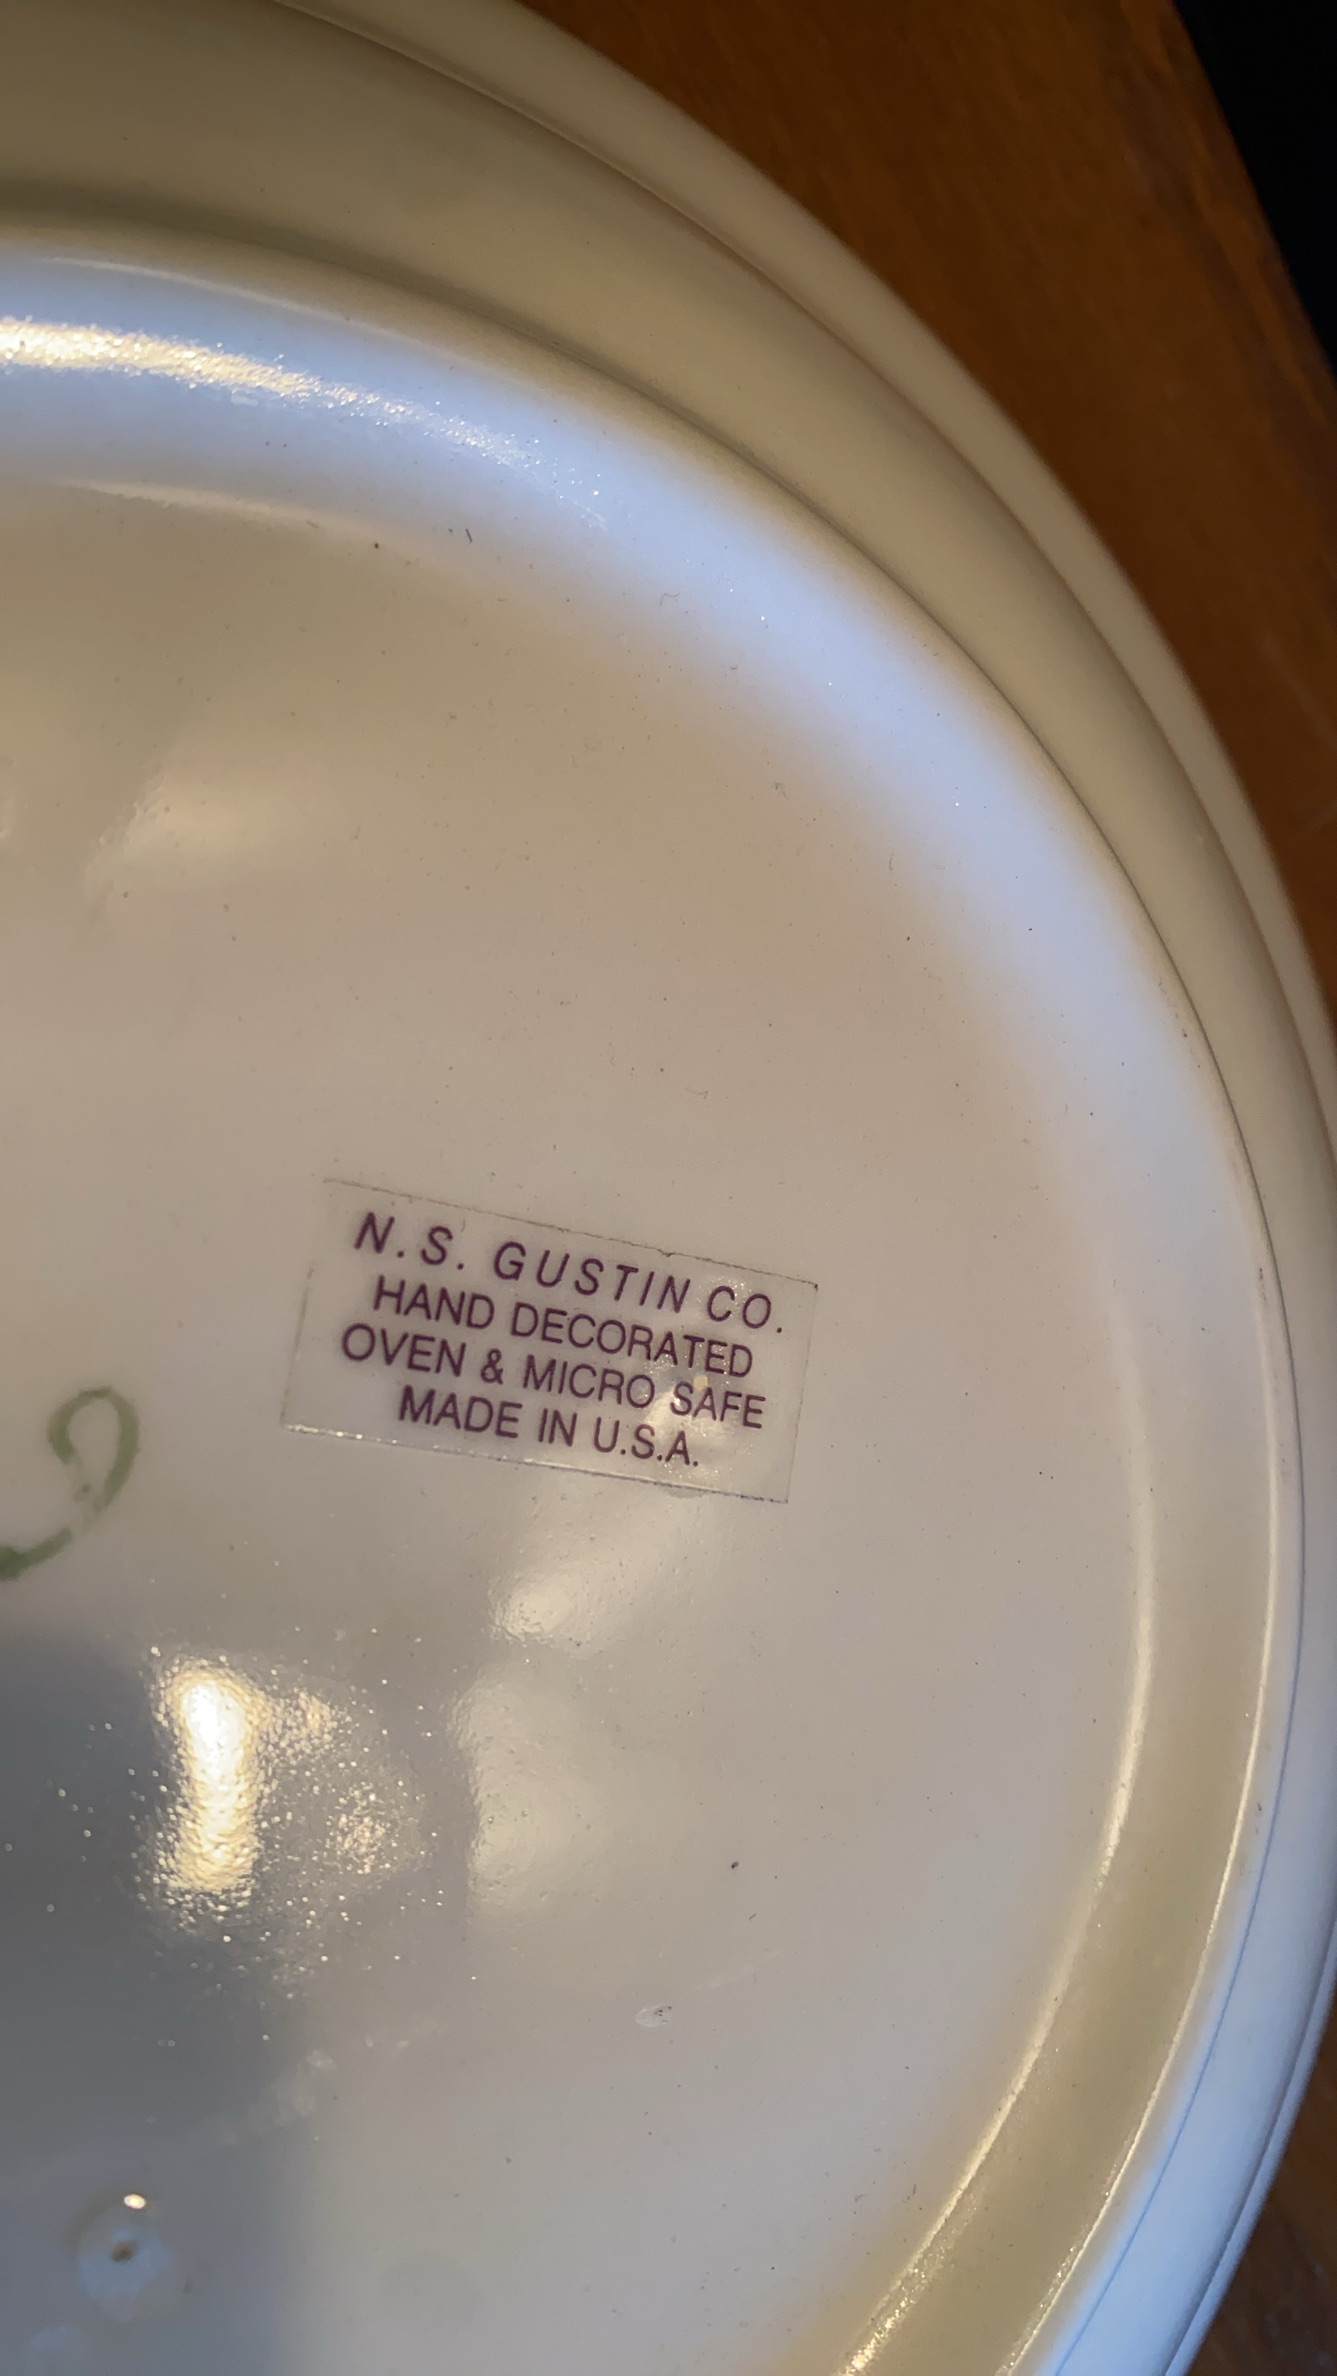 N. S. GUSTIN CO.
HAND DECORATED
OVEN & MICRO SAFE
MADE IN U.S.A.